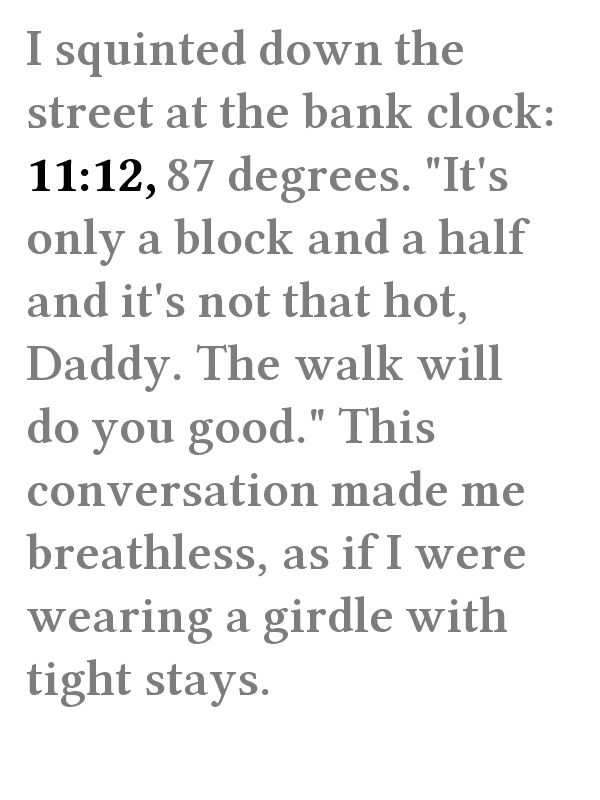 I squinted down the
street at the bank clock:
11:12, 87 degrees. "It's
only a block and a half
and it's not that hot,
Daddy. The walk will
do you good." This
conversation made me
breathless, as if I were
wearing a girdle with
tight stays.